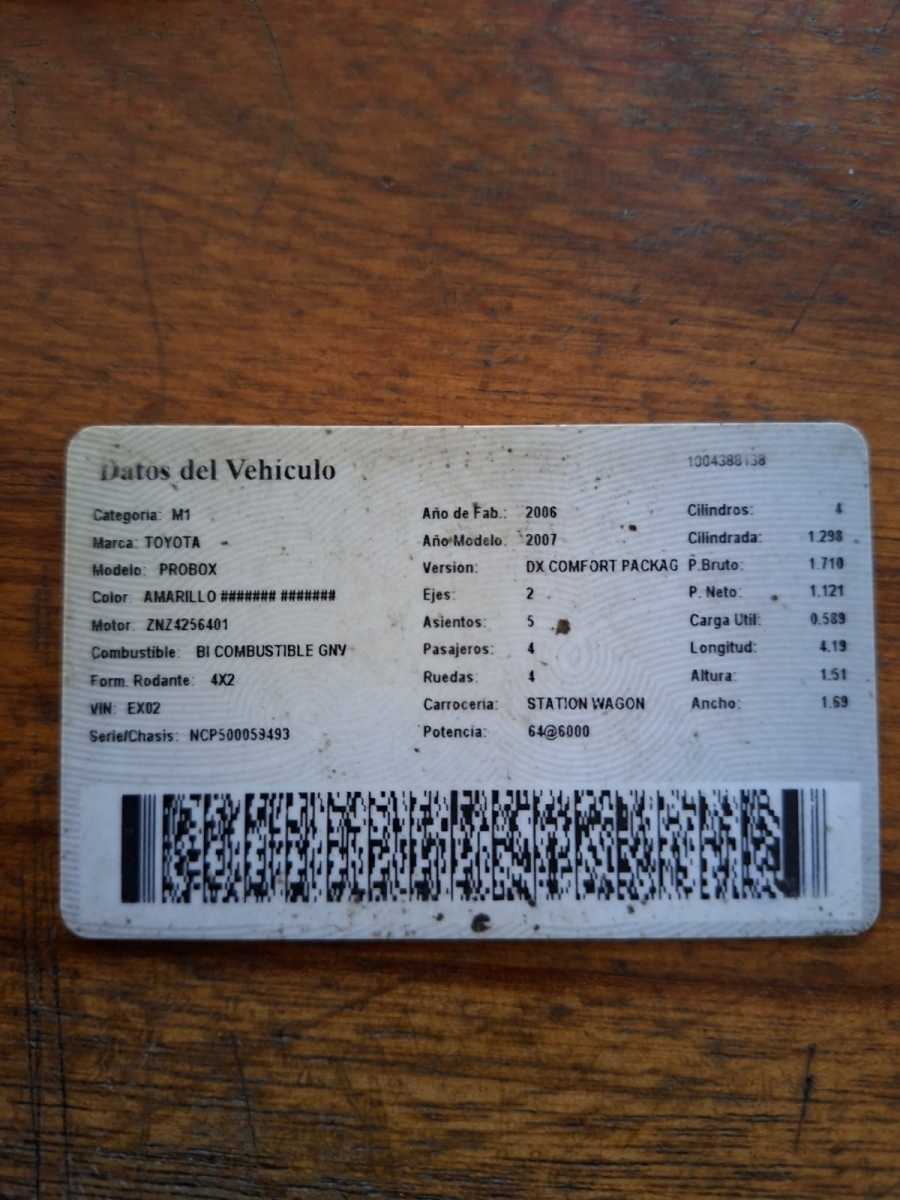 Datos del Vehículo
1004388138
Categoria: M1
Marca: TOYOTA
Modelo: PROBOX
Color: AMARILLO ####### #######
Motor: ZNZ4256401
Combustible: BI COMBUSTIBLE GNV
Form. Rodante: 4X2
VIN: EX02
Serie/Chasis: NCP500059493
Año de Fab.: 2006
Año Modelo: 2007
Version: DX COMFORT PACKAG
Ejes: 2
Asientos: 5
Pasajeros: 4
Ruedas: 4
Carroceria: STATION WAGON
Potencia: 64@6000
Cilindros: 4
Cilindrada: 1.298
P.Bruto: 1.710
P. Neto: 1.121
Carga Util: 0.589
Longitud: 4.19
Altura: 1.51
Ancho: 1.69